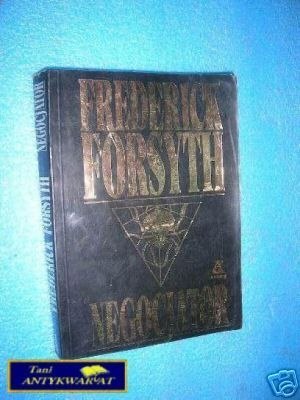 FREDERICK
FORSYTH
NEGOCJATOR
FREDERICK FORSYTH NEGOCJATOR
Tani
ANTYKWARYAT